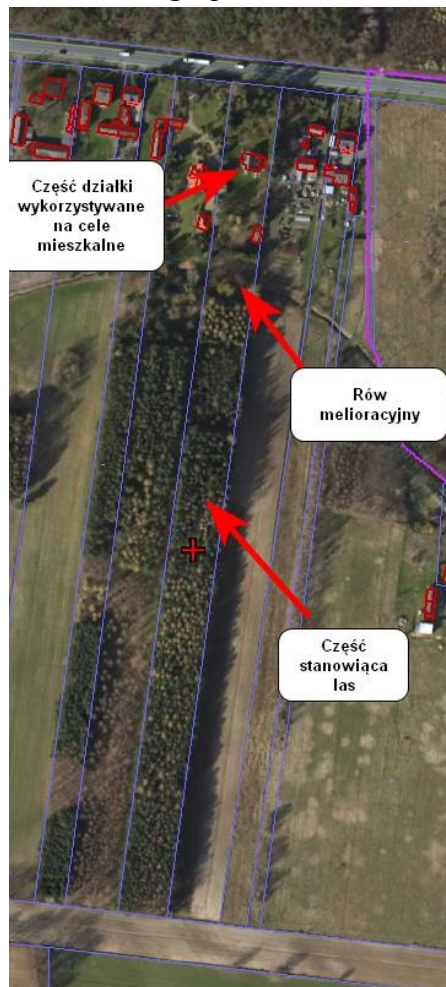 Część działki
wykorzystywane
na cele
mieszkalne
Rów
melioracyjny
Część
stanowiąca
las